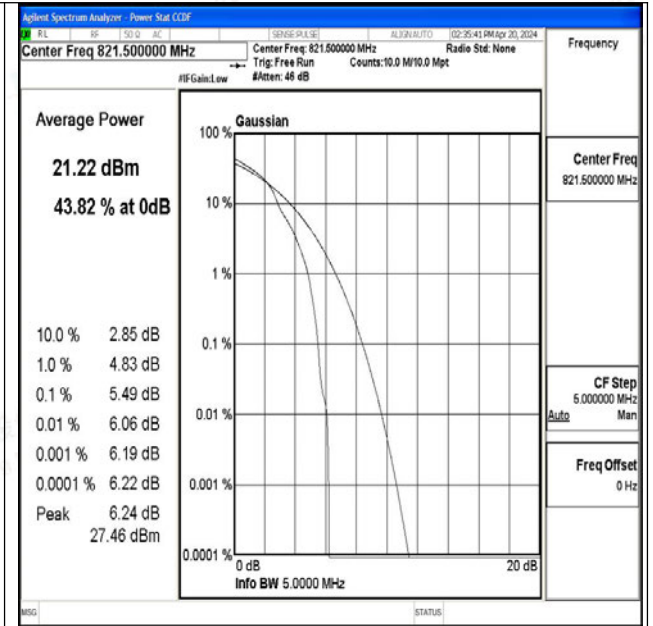 Agilent Spectrum Analyzer - Power Stat CCDF
RL RF 50 Ω AC SENSE:PULSE ALIGNAUTO 02:35:41 PM Apr 20, 2024
Center Freq 821.500000 MHz
Center Freq: 821.500000 MHz Radio Std: None
Trig: Free Run Counts:10.0 M/10.0 Mpt
#IFGain:Low #Atten: 46 dB
Frequency
Average Power
21.22 dBm
43.82 % at 0dB
10.0 % 2.85 dB
1.0 % 4.83 dB
0.1 % 5.49 dB
0.01 % 6.06 dB
0.001 % 6.19 dB
0.0001 % 6.22 dB
Peak 6.24 dB
27.46 dBm
Gaussian
100 %
10 %
1 %
0.1 %
0.01 %
0.001 %
0.0001 %
0 dB 20 dB
Info BW 5.0000 MHz
Center Freq
821.500000 MHz
CF Step
5.000000 MHz
Auto Man
Freq Offset
0 Hz
MSG STATUS